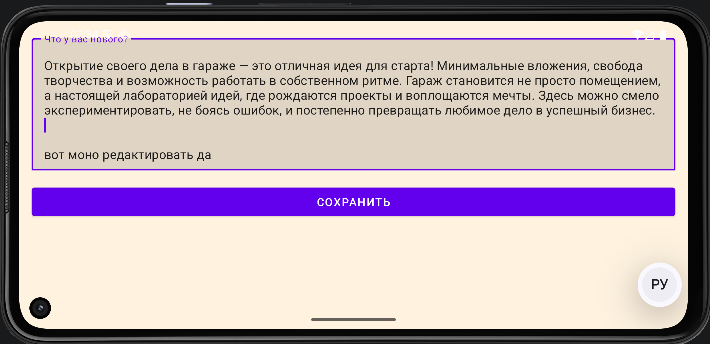 Что у вас нового?
Открытие своего дела в гараже — это отличная идея для старта! Минимальные вложения, свобода
творчества и возможность работать в собственном ритме. Гараж становится не просто помещением,
а настоящей лабораторией идей, где рождаются проекты и воплощаются мечты. Здесь можно смело
экспериментировать, не боясь ошибок, и постепенно превращать любимое дело в успешный бизнес.
вот моно редактировать да
СОХРАНИТЬ
РУ